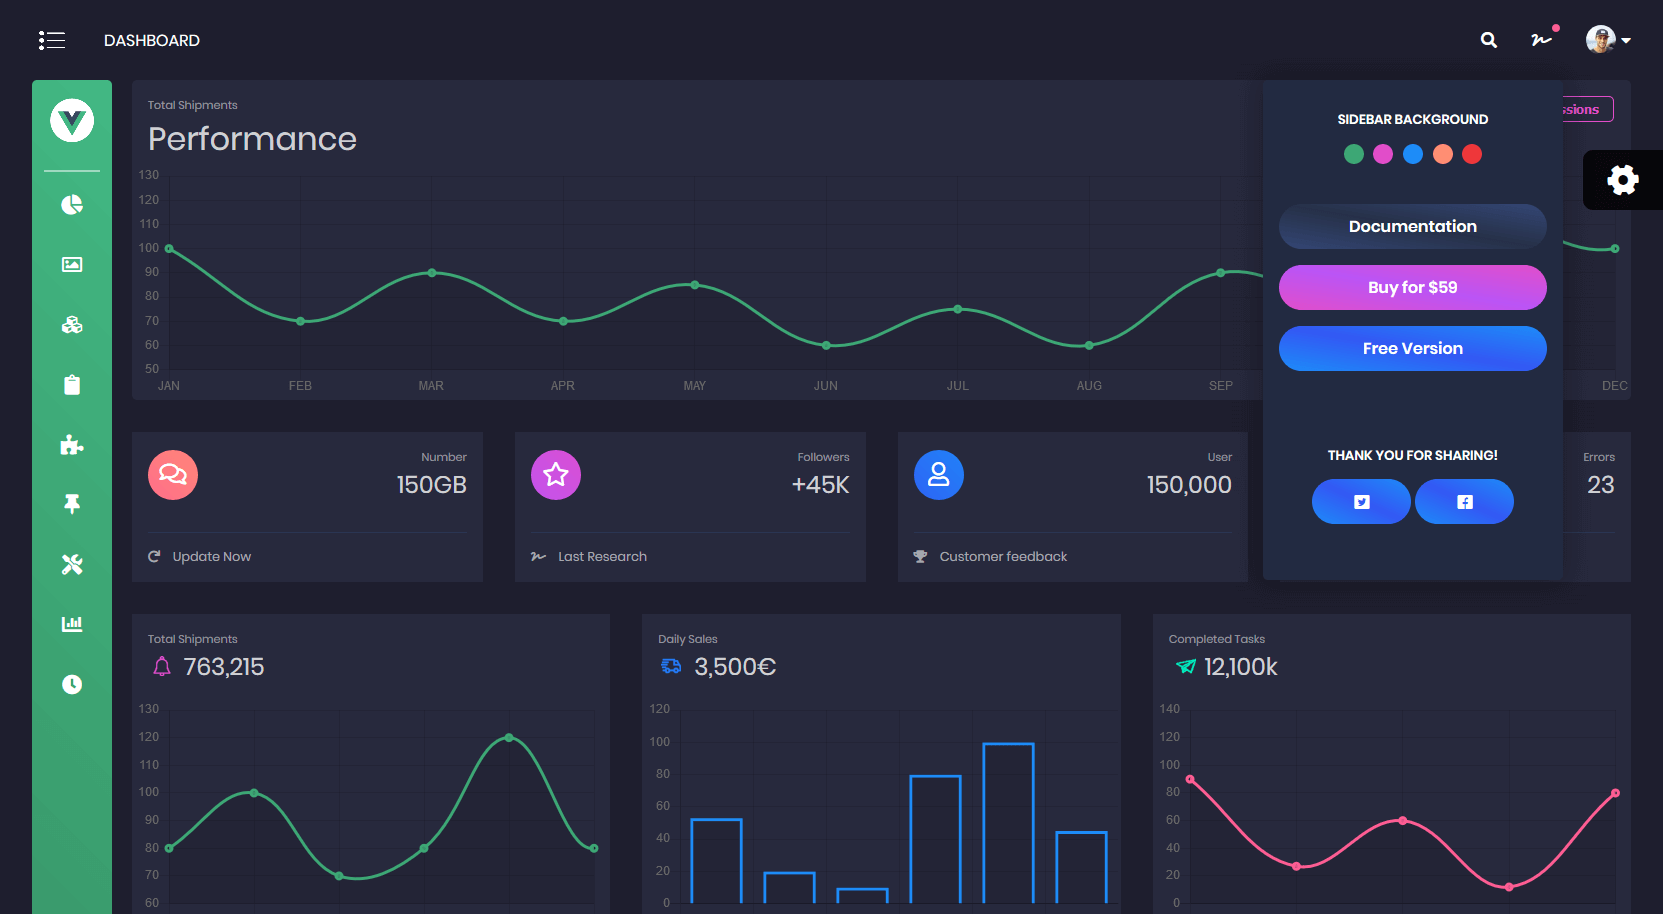 DASHBOARD
Total Shipments
Performance
ssions
130
120
110
100
90
80
70
60
50
JAN FEB MAR APR MAY JUN JUL AUG SEP DEC
SIDEBAR BACKGROUND
Documentation
Buy for $59
Free Version
THANK YOU FOR SHARING!
Number
150GB
Update Now
Followers
+45K
Last Research
User
150,000
Customer feedback
Errors
23
Total Shipments
763,215
130
120
110
100
90
80
70
60
Daily Sales
3,500€
120
100
80
60
40
20
0
Completed Tasks
12,100k
140
120
100
80
60
40
20
0